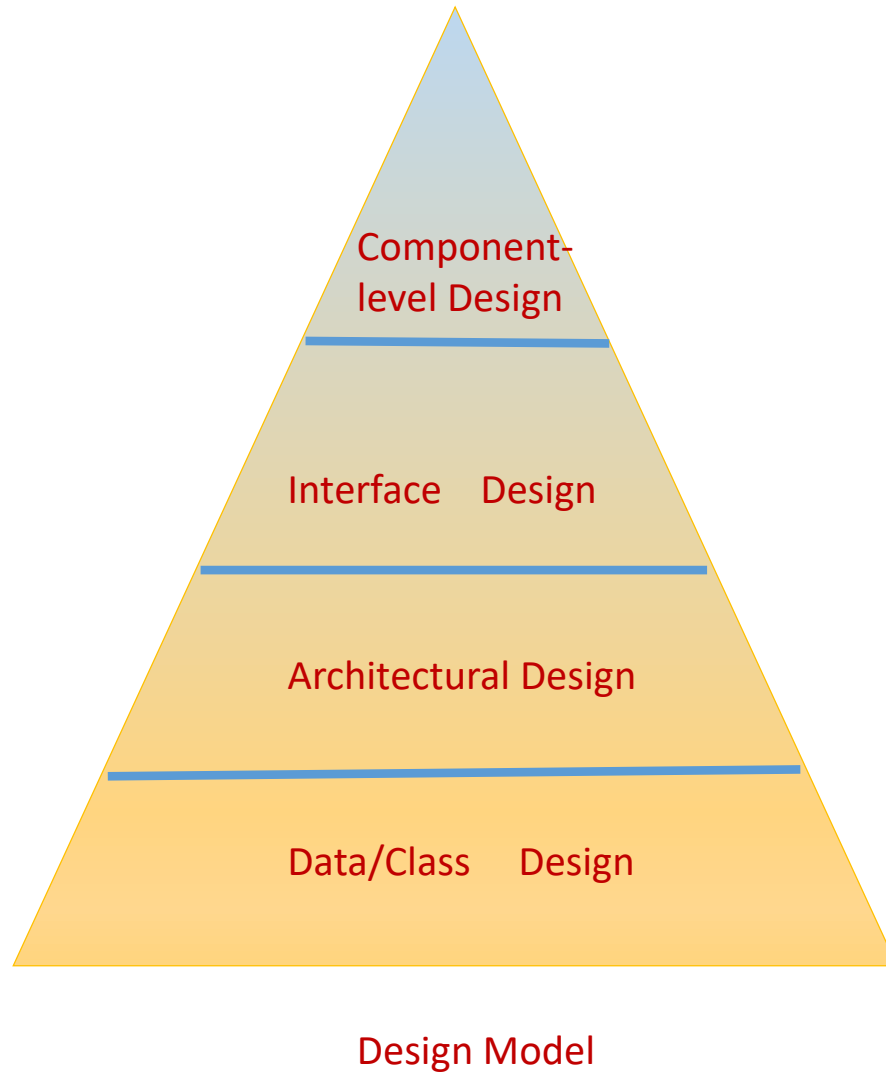 Component-
level Design
Interface Design
Architectural Design
Data/Class Design
Design Model